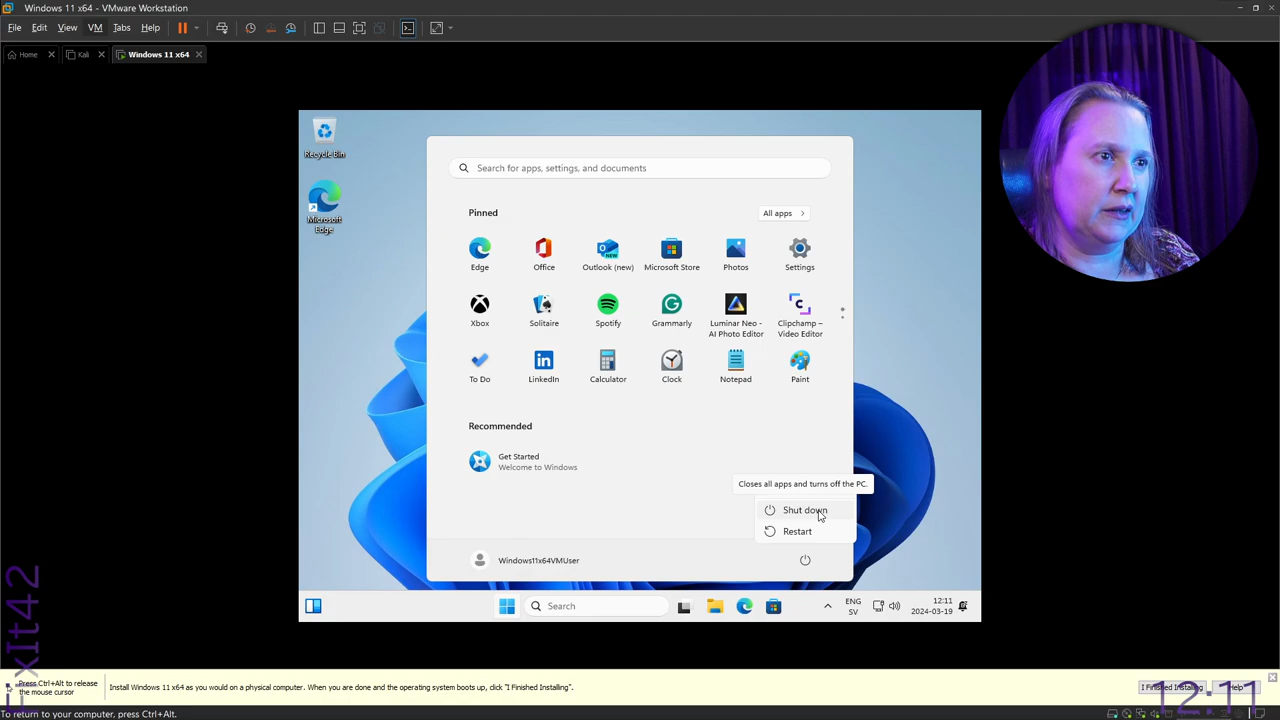 Windows 11 x64 - VMware Workstation
File Edit View VM Tabs Help
Home Kali Windows 11 x64
Recycle Bin
Microsoft
Edge
Search for apps, settings, and documents
Pinned
All apps
Edge Office Outlook (new) Microsoft Store Photos Settings
NEW
Xbox Solitaire Spotify Grammarly Luminar Neo -
AI Photo Editor
Clipchamp –
Video Editor
To Do LinkedIn Calculator Clock Notepad Paint
Recommended
Get Started
Welcome to Windows
Closes all apps and turns off the PC.
Shut down
Restart
Windows11x64VMUser
Search
ENG
SV
12:11
2024-03-19
Press Ctrl+Alt to release
the mouse cursor
Install Windows 11 x64 as you would on a physical computer. When you are done and the operating system boots up, click "I Finished Installing".
I Finished Installing
Help
12:11
To return to your computer, press Ctrl+Alt.